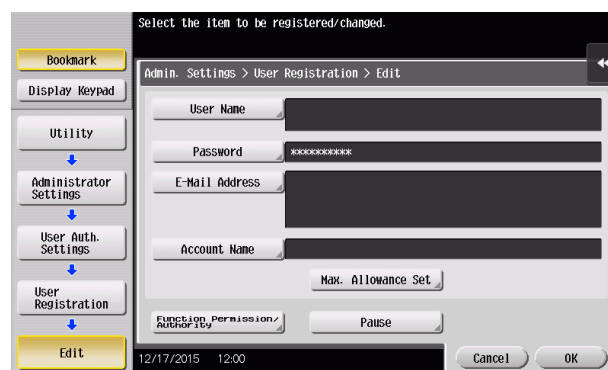 Select the item to be registered/changed.
Bookmark
Display Keypad
Utility
Administrator
Settings
User Auth.
Settings
User
Registration
Edit
Admin. Settings > User Registration > Edit
User Name
Password
**********
E-Mail Address
Account Name
Max. Allowance Set
Function Permission/
Authority
Pause
12/17/2015 12:00
Cancel
OK